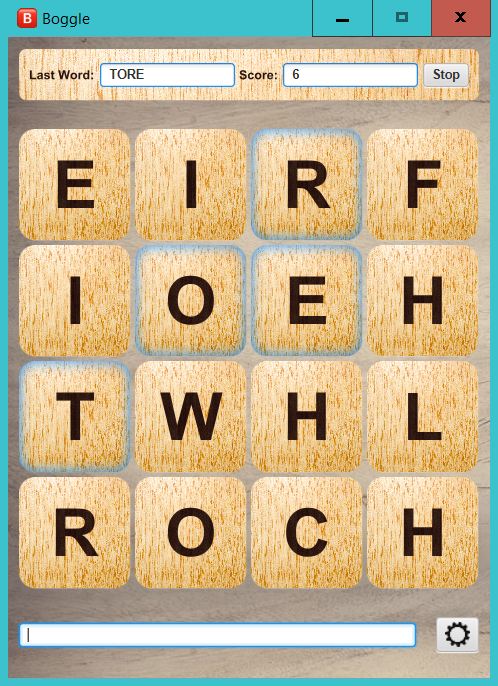 B Boggle
Last Word: TORE Score: 6 Stop
E I R F
I O E H
T W H L
R O C H